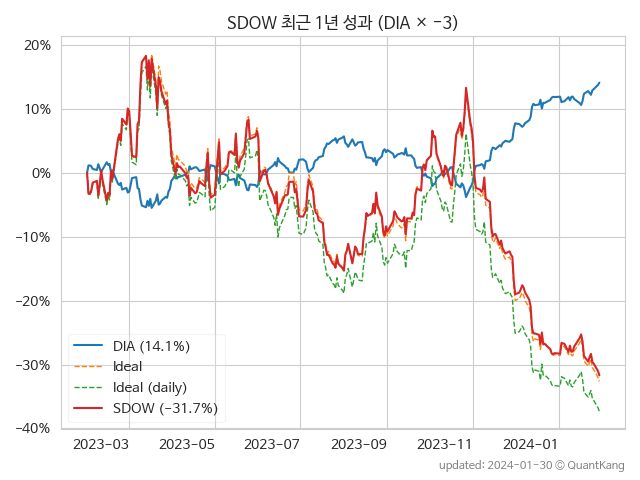 SDOW 최근 1년 성과 (DIA × −3)
20%
10%
0%
−10%
−20%
−30%
−40%
DIA (14.1%)
Ideal
Ideal (daily)
SDOW (−31.7%)
2023-03
2023-05
2023-07
2023-09
2023-11
2024-01
updated: 2024-01-30 © QuantKang